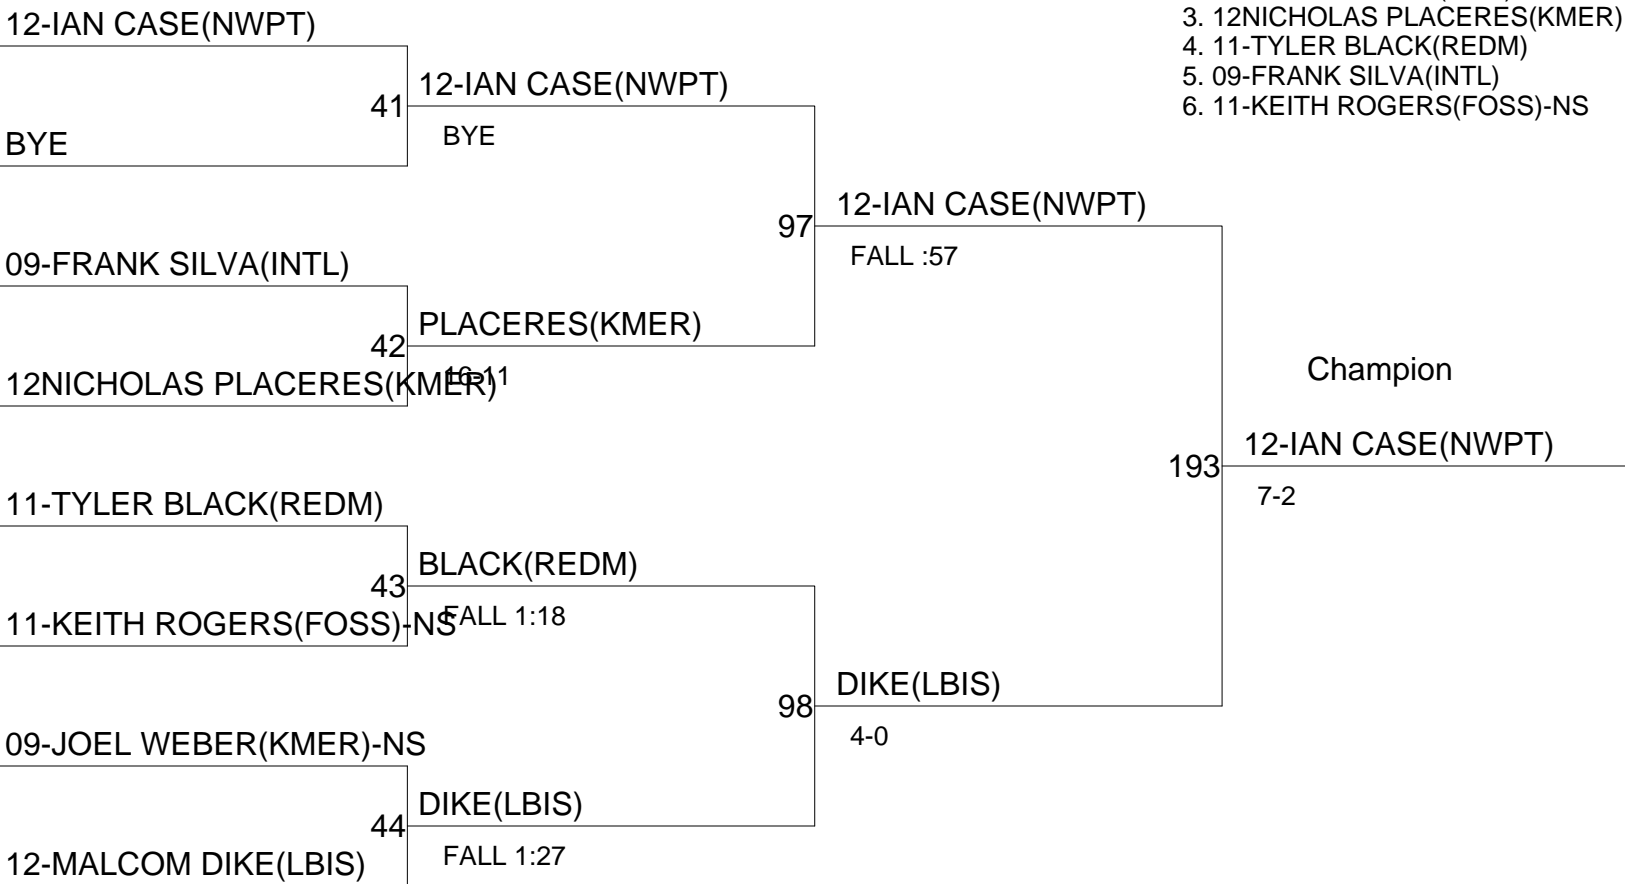 12-IAN CASE(NWPT)
BYE
09-FRANK SILVA(INTL)
12NICHOLAS PLACERES(KMER)
11-TYLER BLACK(REDM)
11-KEITH ROGERS(FOSS)-NS
09-JOEL WEBER(KMER)-NS
12-MALCOM DIKE(LBIS)
41
12-IAN CASE(NWPT)
BYE
42
PLACERES(KMER)
16-11
43
BLACK(REDM)
FALL 1:18
44
DIKE(LBIS)
FALL 1:27
97
12-IAN CASE(NWPT)
FALL :57
98
DIKE(LBIS)
4-0
193
Champion
12-IAN CASE(NWPT)
7-2
3. 12NICHOLAS PLACERES(KMER)
4. 11-TYLER BLACK(REDM)
5. 09-FRANK SILVA(INTL)
6. 11-KEITH ROGERS(FOSS)-NS